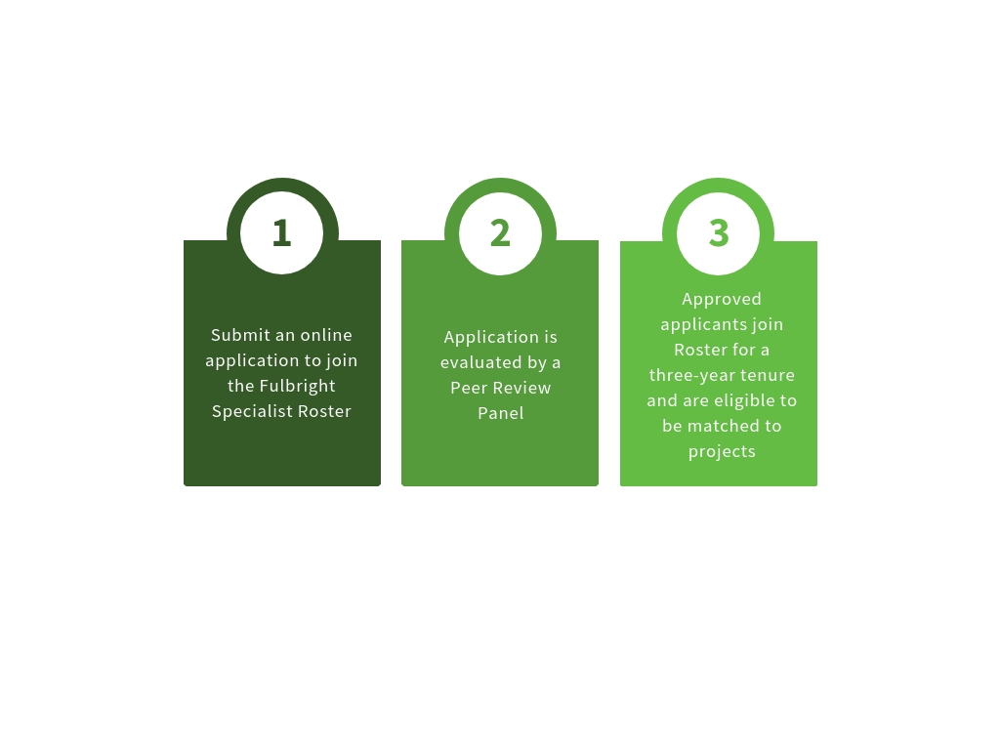 1
Submit an online
application to join
the Fulbright
Specialist Roster
2
Application is
evaluated by a
Peer Review
Panel
3
Approved
applicants join
Roster for a
three-year tenure
and are eligible to
be matched to
projects